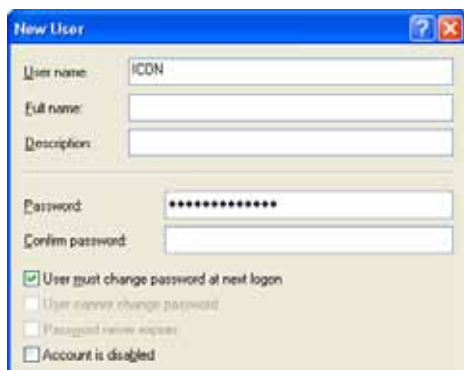 New User
User name: ICON
Full name:
Description:
Password: •••••••••••••
Confirm password:
User must change password at next logon
User cannot change password
Password never expires
Account is disabled